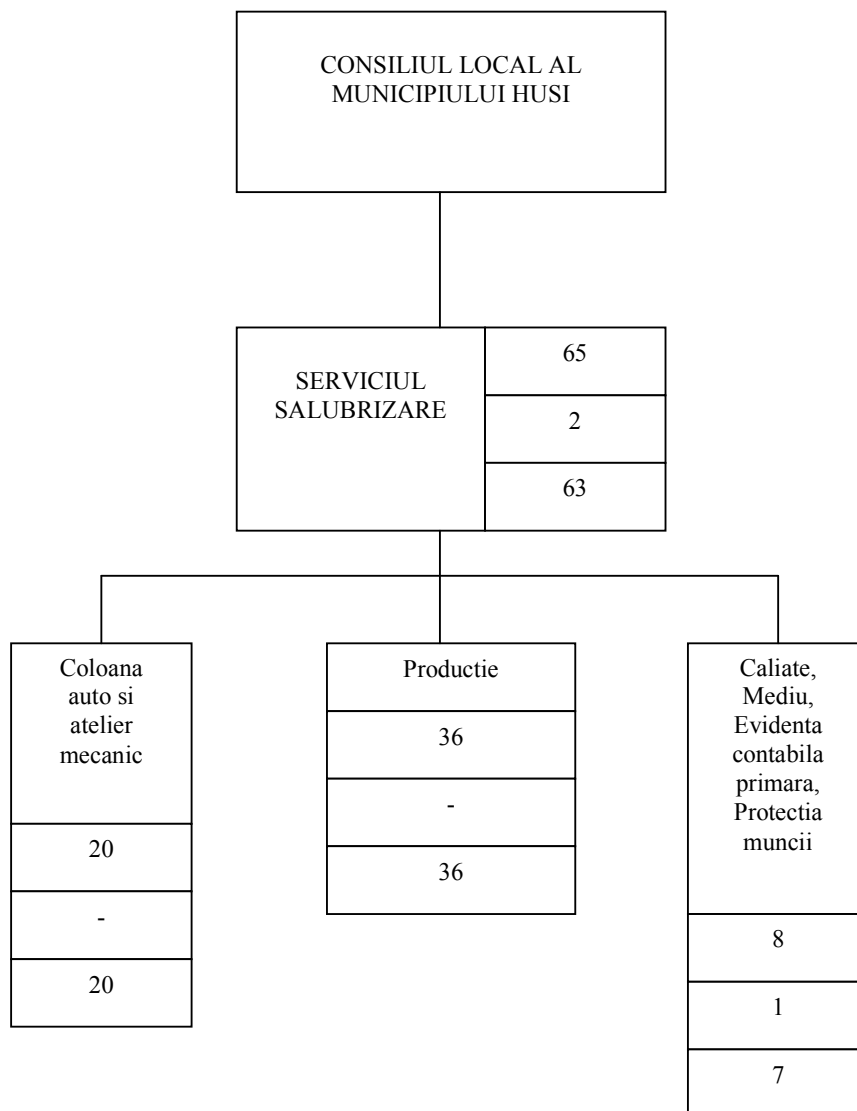 CONSILIUL LOCAL AL
MUNICIPIULUI HUSI
SERVICIUL
SALUBRIZARE
65
2
63
Coloana
auto si
atelier
mecanic
20
-
20
Productie
36
-
36
Caliate,
Mediu,
Evidenta
contabila
primara,
Protectia
muncii
8
1
7